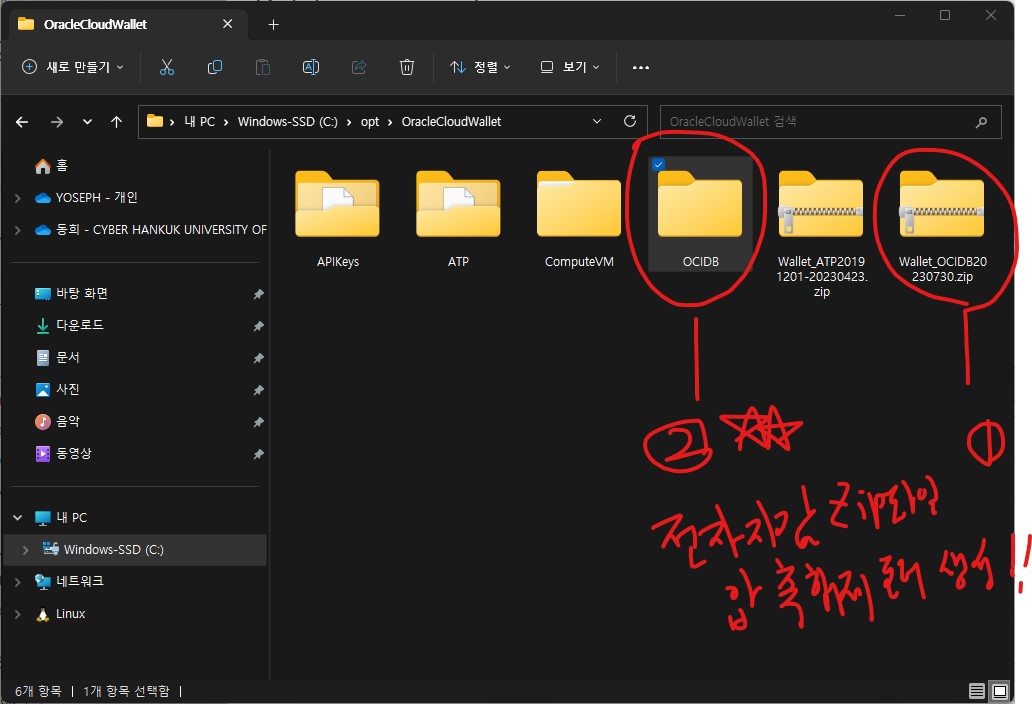 OracleCloudWallet
새로 만들기
정렬
보기
내 PC > Windows-SSD (C:) > opt > OracleCloudWallet
OracleCloudWallet 검색
홈
YOSEPH - 개인
동희 - CYBER HANKUK UNIVERSITY OF
바탕 화면
다운로드
문서
사진
음악
동영상
내 PC
Windows-SSD (C:)
네트워크
Linux
APIKeys
ATP
ComputeVM
OCIDB
Wallet_ATP2019
1201-20230423.
zip
Wallet_OCIDB20
230730.zip
②
①
전자지갑 Zip파일
압축해제 폴더 생성!!
6개 항목
1개 항목 선택함